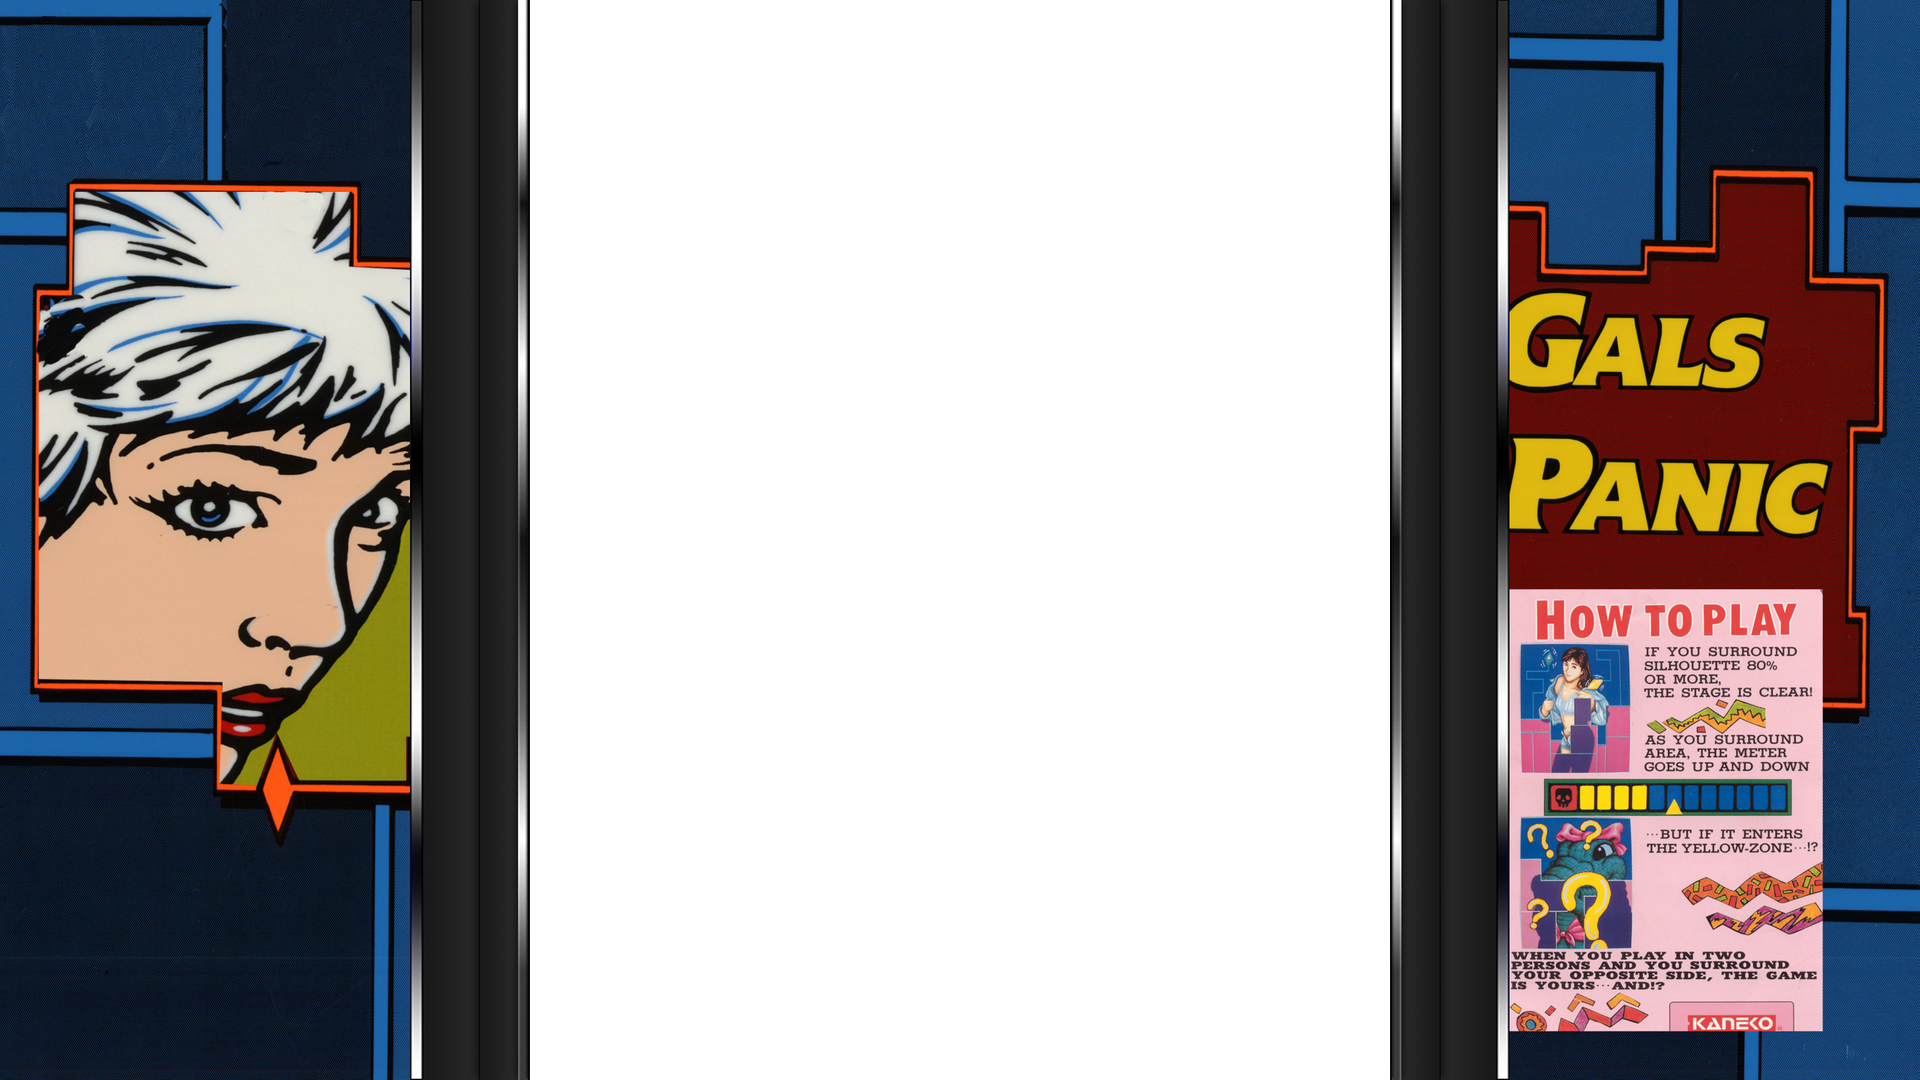 GALS
PANIC
HOW TO PLAY
IF YOU SURROUND
SILHOUETTE 80%
OR MORE,
THE STAGE IS CLEAR!
AS YOU SURROUND
AREA, THE METER
GOES UP AND DOWN
? ?
···BUT IF IT ENTERS
THE YELLOW-ZONE···!?
? ?
WHEN YOU PLAY IN TWO
PERSONS AND YOU SURROUND
YOUR OPPOSITE SIDE, THE GAME
IS YOURS···AND!?
KANEKO